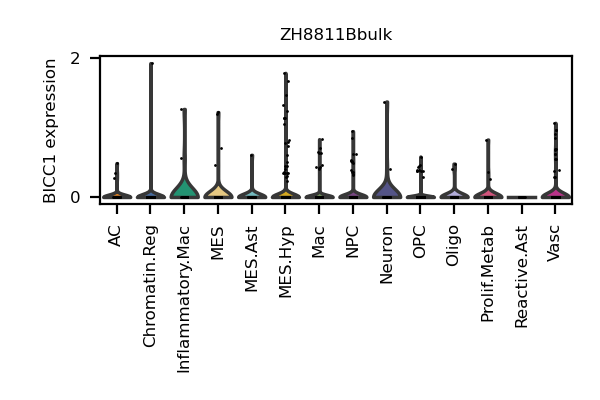 ZH8811Bbulk
BICC1 expression
2
0
AC
Chromatin.Reg
Inflammatory.Mac
MES
MES.Ast
MES.Hyp
Mac
NPC
Neuron
OPC
Oligo
Prolif.Metab
Reactive.Ast
Vasc